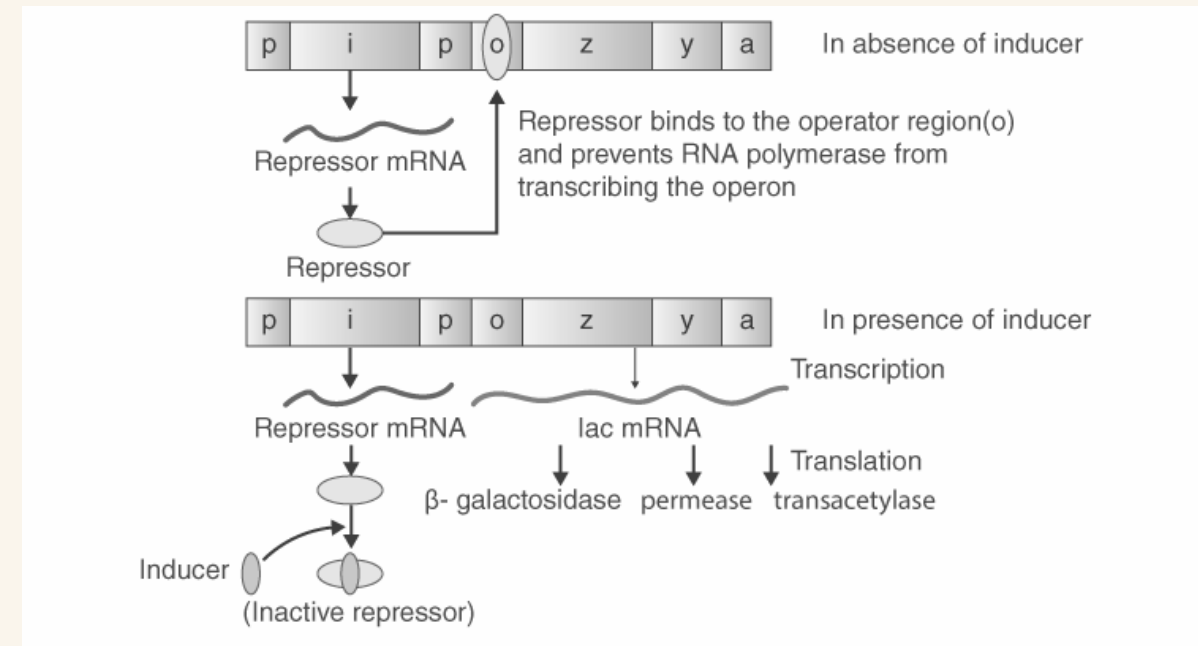 p i p o z y a In absence of inducer
Repressor binds to the operator region(o)
and prevents RNA polymerase from
transcribing the operon
Repressor mRNA
Repressor
p i p o z y a In presence of inducer
Transcription
Repressor mRNA lac mRNA
Translation
β- galactosidase permease transacetylase
Inducer
(Inactive repressor)